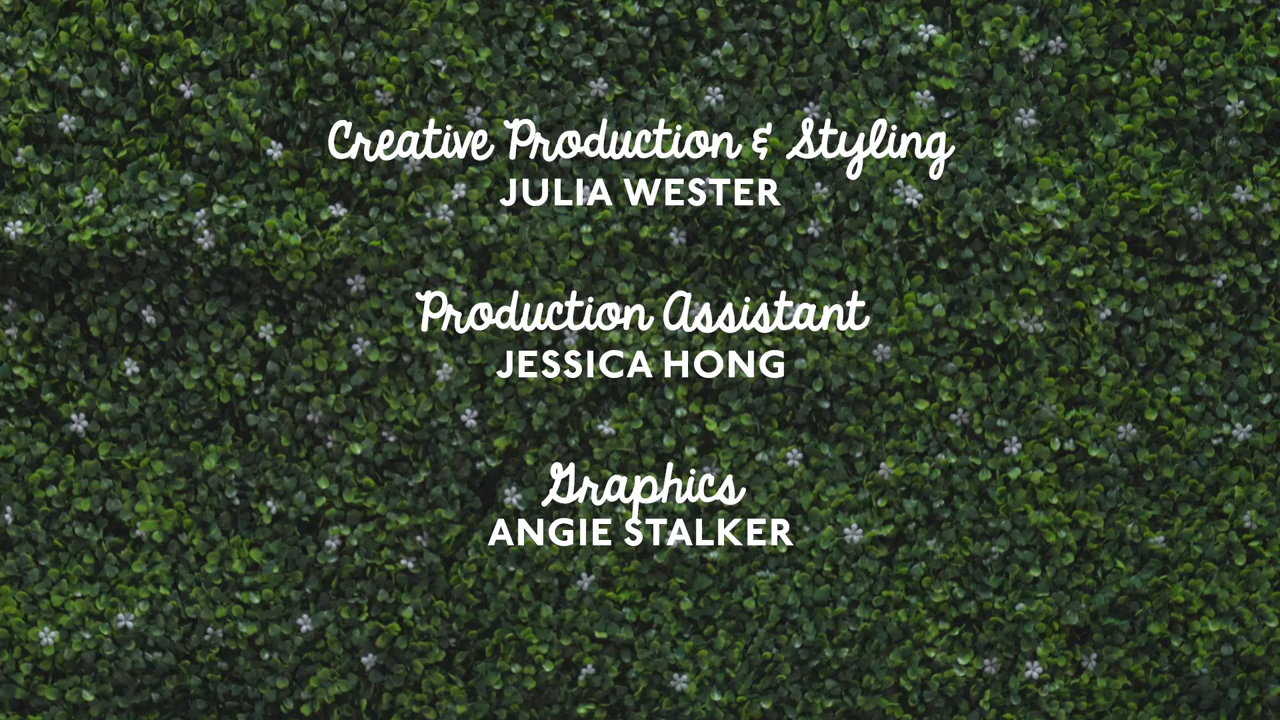 Creative Production & Styling
JULIA WESTER
Production Assistant
JESSICA HONG
Graphics
ANGIE STALKER